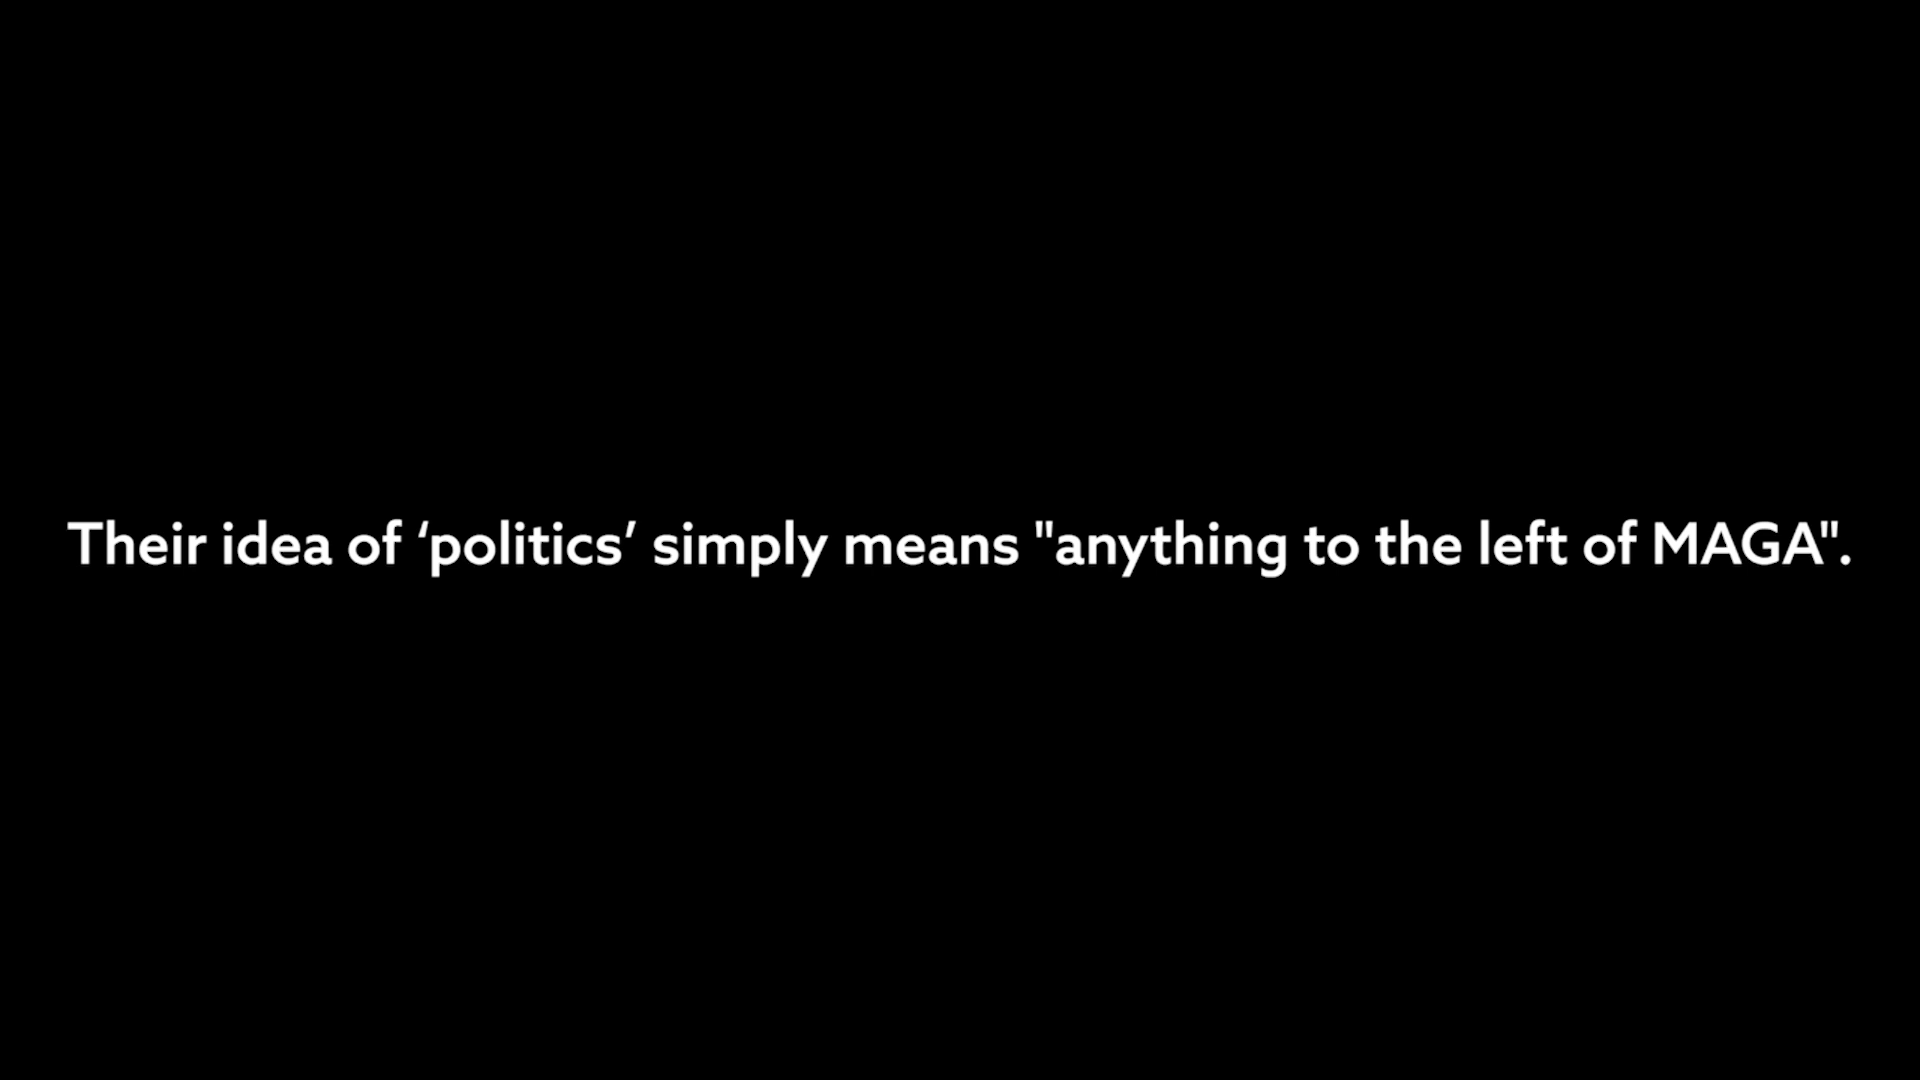 Their idea of ‘politics’ simply means "anything to the left of MAGA".